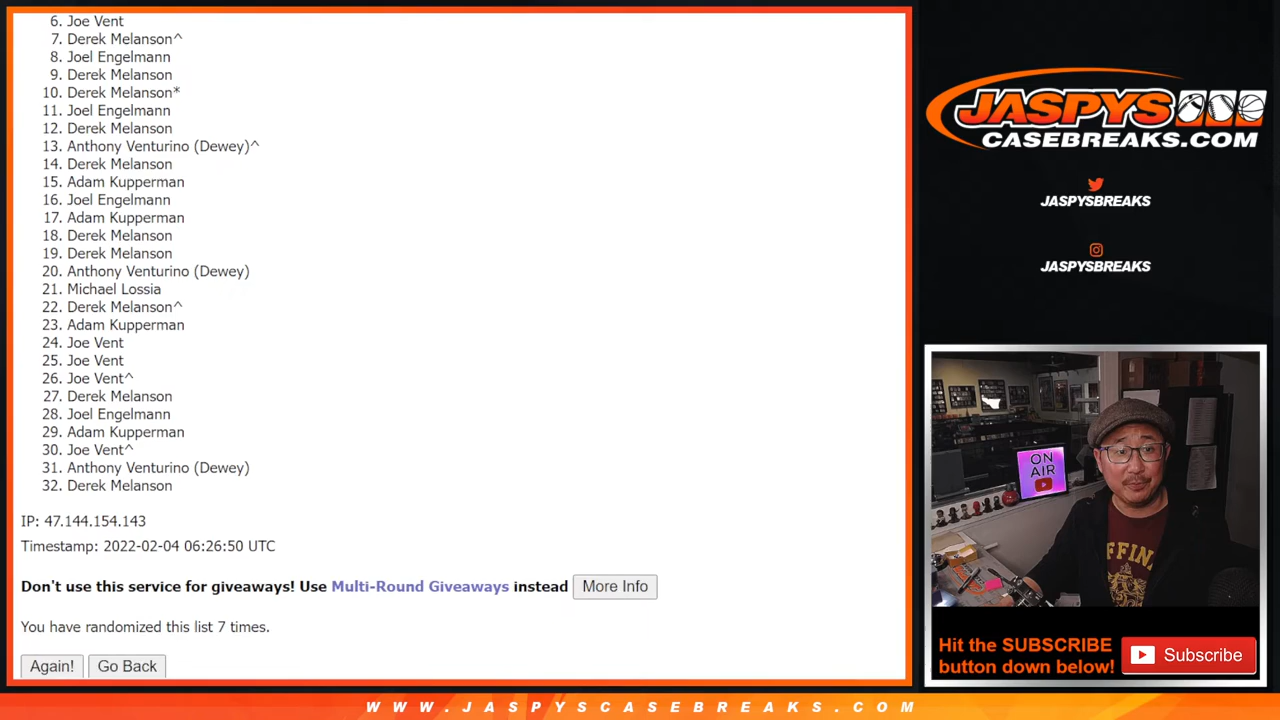 6. Joe Vent
7. Derek Melanson^
8. Joel Engelmann
9. Derek Melanson
10. Derek Melanson*
11. Joel Engelmann
12. Derek Melanson
13. Anthony Venturino (Dewey)^
14. Derek Melanson
15. Adam Kupperman
16. Joel Engelmann
17. Adam Kupperman
18. Derek Melanson
19. Derek Melanson
20. Anthony Venturino (Dewey)
21. Michael Lossia
22. Derek Melanson^
23. Adam Kupperman
24. Joe Vent
25. Joe Vent
26. Joe Vent^
27. Derek Melanson
28. Joel Engelmann
29. Adam Kupperman
30. Joe Vent^
31. Anthony Venturino (Dewey)
32. Derek Melanson
IP: 47.144.154.143
Timestamp: 2022-02-04 06:26:50 UTC
Don't use this service for giveaways! Use Multi-Round Giveaways instead More Info
You have randomized this list 7 times.
Again! Go Back
JASPYS
CASEBREAKS.COM
JASPYSBREAKS
JASPYSBREAKS
ON
AIR
Hit the SUBSCRIBE
button down below!
Subscribe
WWW.JASPYSCASEBREAKS.COM